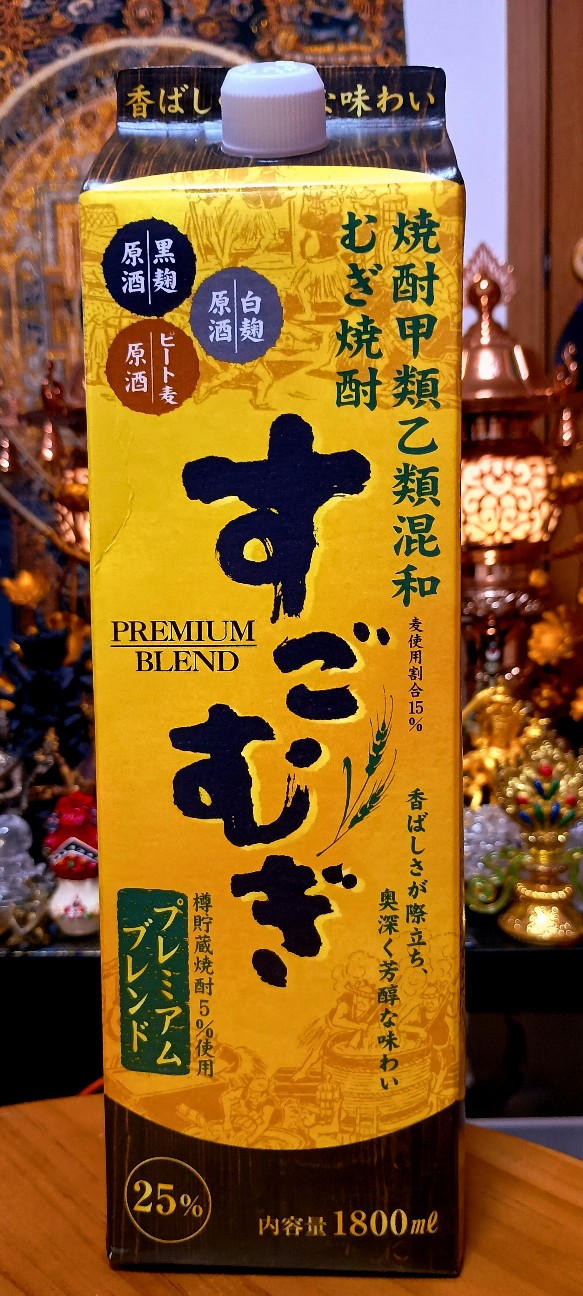 香ばし
な味わい
焼酎甲類乙類混和
むぎ焼酎
黒麹
原酒
白麹
原酒
ピート麦
原酒
すごむぎ
PREMIUM
BLEND
麦使用割合15%
香ばしさが際立ち、
奥深く芳醇な味わい
樽貯蔵焼酎5%使用
プレミアム
ブレンド
25%
内容量1800mℓ